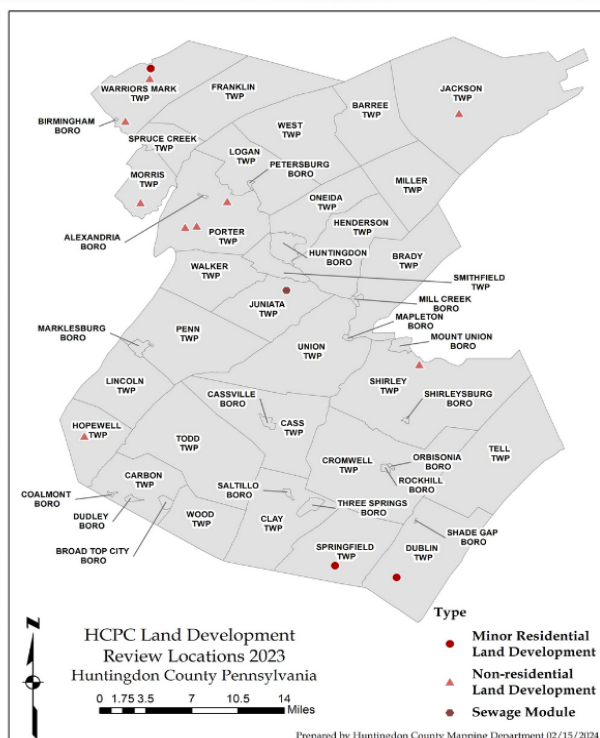 WARRIORS MARK
TWP
FRANKLIN
TWP
JACKSON
TWP
BARREE
TWP
BIRMINGHAM
BORO
WEST
TWP
SPRUCE CREEK
TWP
LOGAN
TWP
PETERSBURG
BORO
MORRIS
TWP
MILLER
TWP
ONEIDA
TWP
HENDERSON
TWP
ALEXANDRIA
BORO
PORTER
TWP
HUNTINGDON
BORO
BRADY
TWP
WALKER
TWP
SMITHFIELD
TWP
MILL CREEK
BORO
JUNIATA
TWP
MAPLETON
BORO
MARKLESBURG
BORO
PENN
TWP
UNION
TWP
MOUNT UNION
BORO
LINCOLN
TWP
SHIRLEY
TWP
CASSVILLE
BORO
SHIRLEYSBURG
BORO
HOPEWELL
TWP
CASS
TWP
TODD
TWP
CROMWELL
TWP
ORBISONIA
BORO
TELL
TWP
ROCKHILL
BORO
CARBON
TWP
SALTILLO
BORO
COALMONT
BORO
THREE SPRINGS
BORO
DUDLEY
BORO
WOOD
TWP
CLAY
TWP
SHADE GAP
BORO
BROAD TOP CITY
BORO
SPRINGFIELD
TWP
DUBLIN
TWP
N
HCPC Land Development
Review Locations 2023
Huntingdon County Pennsylvania
0 1.75 3.5 7 10.5 14
Miles
Type
Minor Residential
Land Development
Non-residential
Land Development
Sewage Module
Prepared by Huntingdon County Mapping Department 02/15/2024